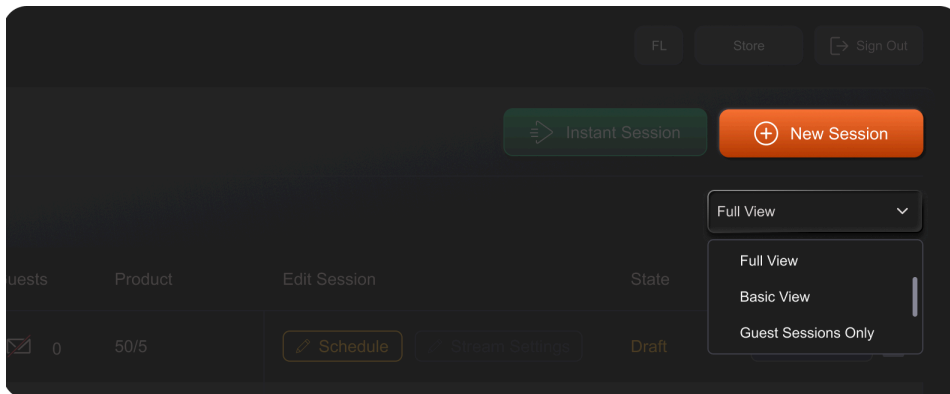 FL Store Sign Out
Instant Session New Session
Full View
Full View
Basic View
Guest Sessions Only
uests Product Edit Session State
0 50/5 Schedule Stream Settings Draft